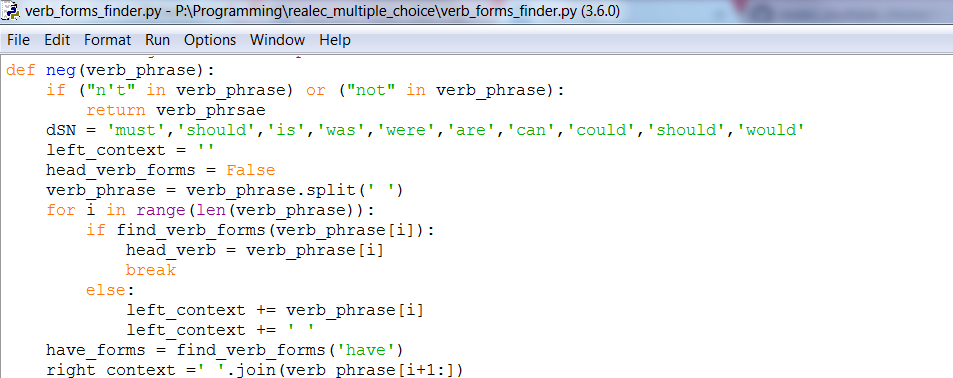 verb_forms_finder.py - P:\Programming\realec_multiple_choice\verb_forms_finder.py (3.6.0)
File Edit Format Run Options Window Help
def neg(verb_phrase):
    if ("n't" in verb_phrase) or ("not" in verb_phrase):
        return verb_phrsae
    dSN = 'must','should','is','was','were','are','can','could','should','would'
    left_context = ''
    head_verb_forms = False
    verb_phrase = verb_phrase.split(' ')
    for i in range(len(verb_phrase)):
        if find_verb_forms(verb_phrase[i]):
            head_verb = verb_phrase[i]
            break
        else:
            left_context += verb_phrase[i]
            left_context += ' '
    have_forms = find_verb_forms('have')
    right_context =' '.join(verb_phrase[i+1:])